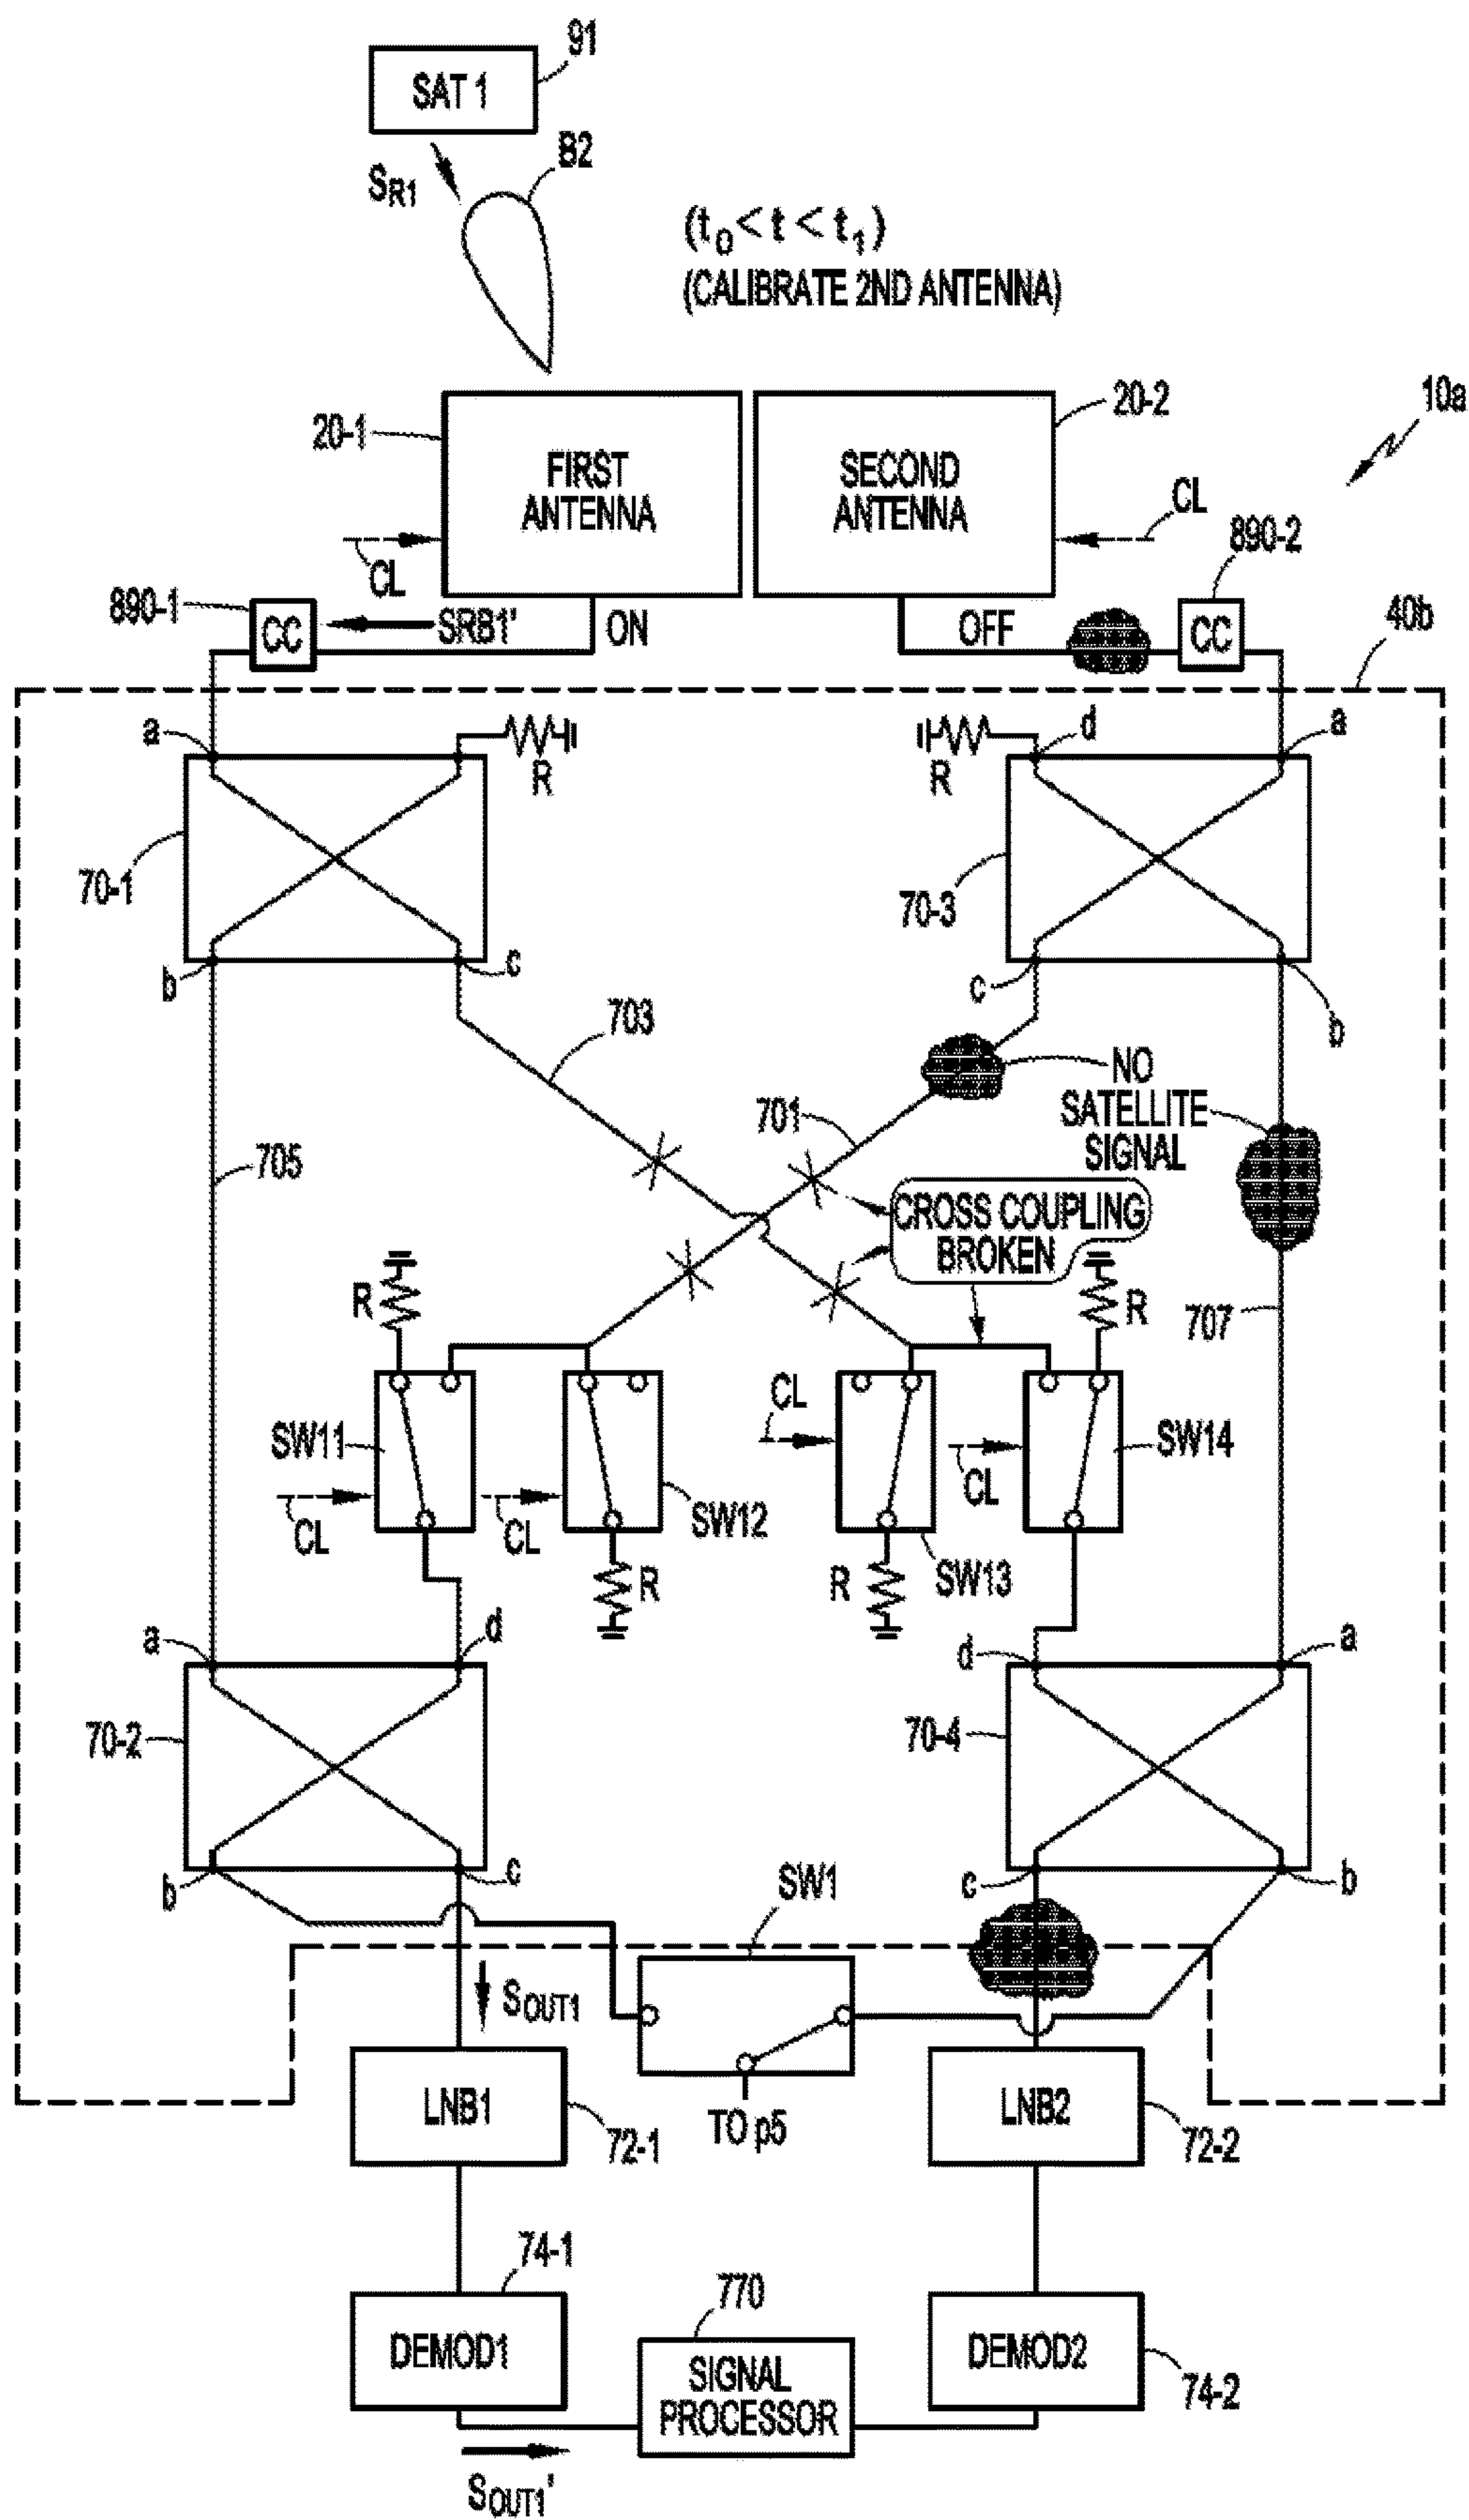 91
SAT 1
B2
SR1
(t0 < t < t1)
(CALIBRATE 2ND ANTENNA)
20-1
20-2
10a
FIRST
ANTENNA
SECOND
ANTENNA
CL
CL
890-1
890-2
CC
SRB1'
ON
OFF
CC
40b
a
R
R
d
a
70-1
70-3
b
c
c
b
703
NO
SATELLITE
SIGNAL
701
705
CROSS COUPLING
BROKEN
R
R
707
SW11
CL
SW14
CL
CL
CL
SW12
SW13
R
R
a
d
d
a
70-2
70-4
b
c
SW1
c
b
SOUT1
LNB1
LNB2
72-1
TO p5
72-2
74-1
770
DEMOD1
SIGNAL
PROCESSOR
DEMOD2
74-2
SOUT1'